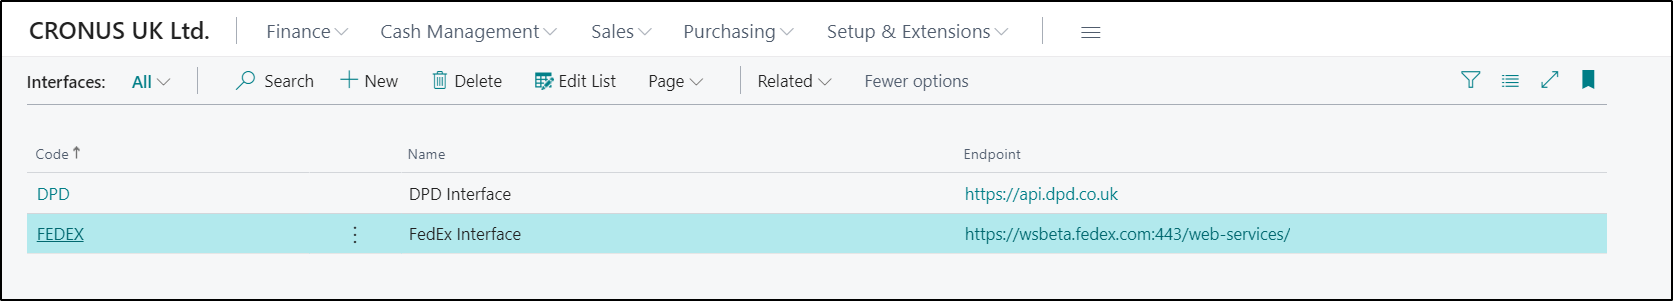 CRONUS UK Ltd. Finance Cash Management Sales Purchasing Setup & Extensions
Interfaces: All Search New Delete Edit List Page Related Fewer options
Code Name Endpoint
DPD DPD Interface https://api.dpd.co.uk
FEDEX FedEx Interface https://wsbeta.fedex.com:443/web-services/